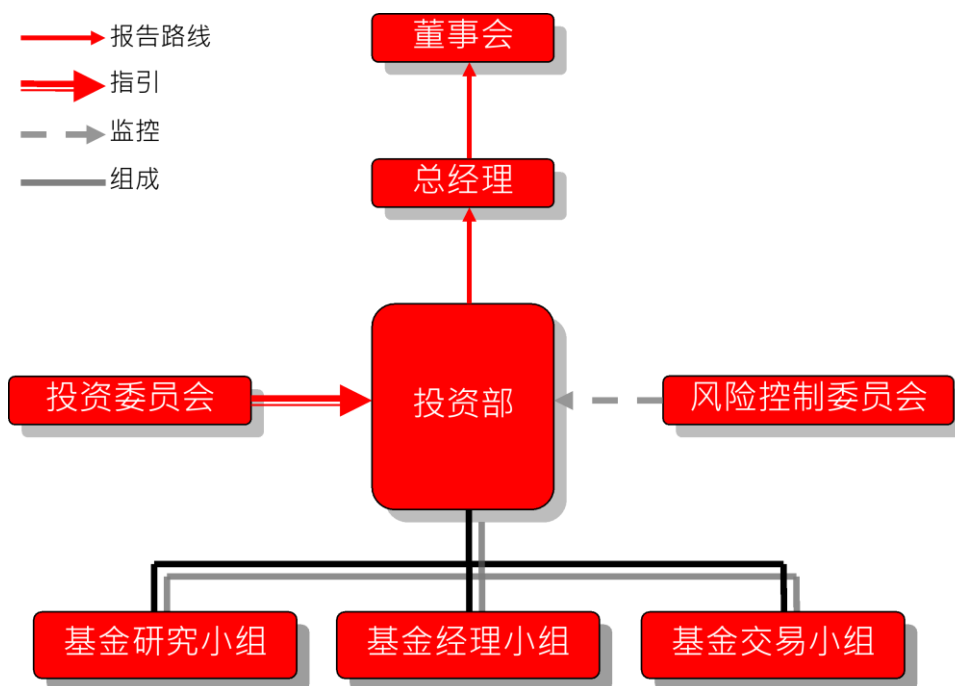 报告路线
指引
监控
组成
董事会
总经理
投资委员会
投资部
风险控制委员会
基金研究小组
基金经理小组
基金交易小组